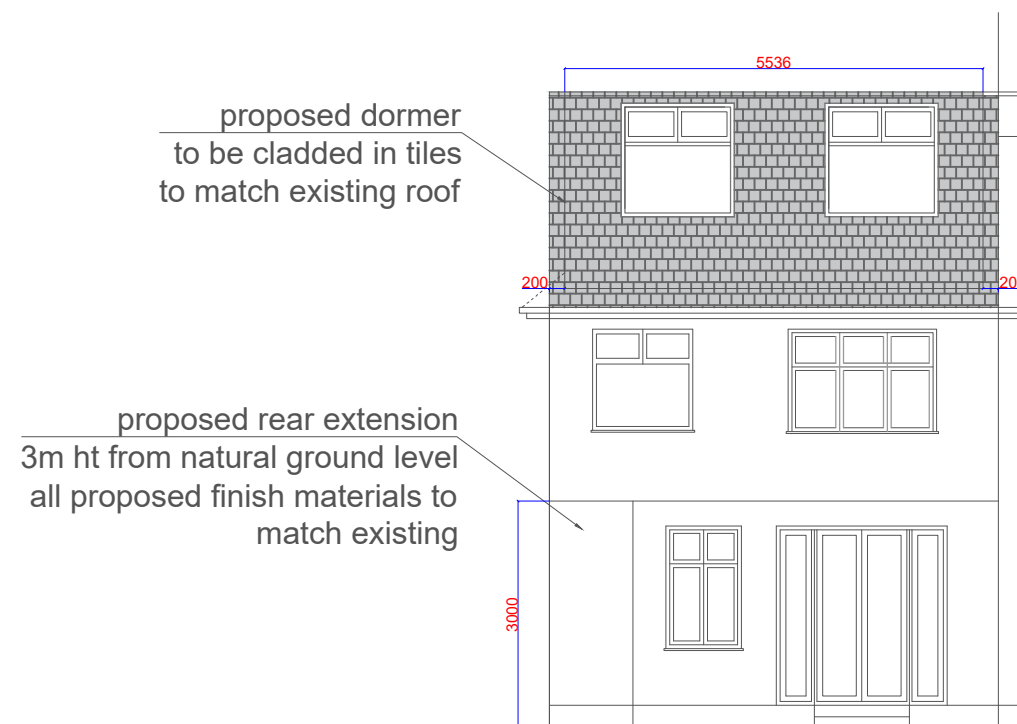 5536
proposed dormer
to be cladded in tiles
to match existing roof
200
20
proposed rear extension
3m ht from natural ground level
all proposed finish materials to
match existing
3000